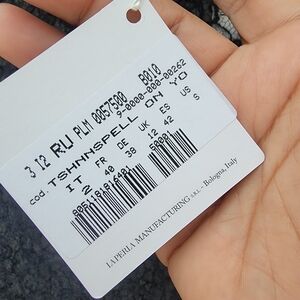 3 12 RU PLM 0057500 B010
9-0000-000-00262
cod. TSHNNSPELL ON YO
IT FR DE UK ES US
2 40 38 12 42 S
LA PERLA MANUFACTURING S.R.L. - Bologna, Italy